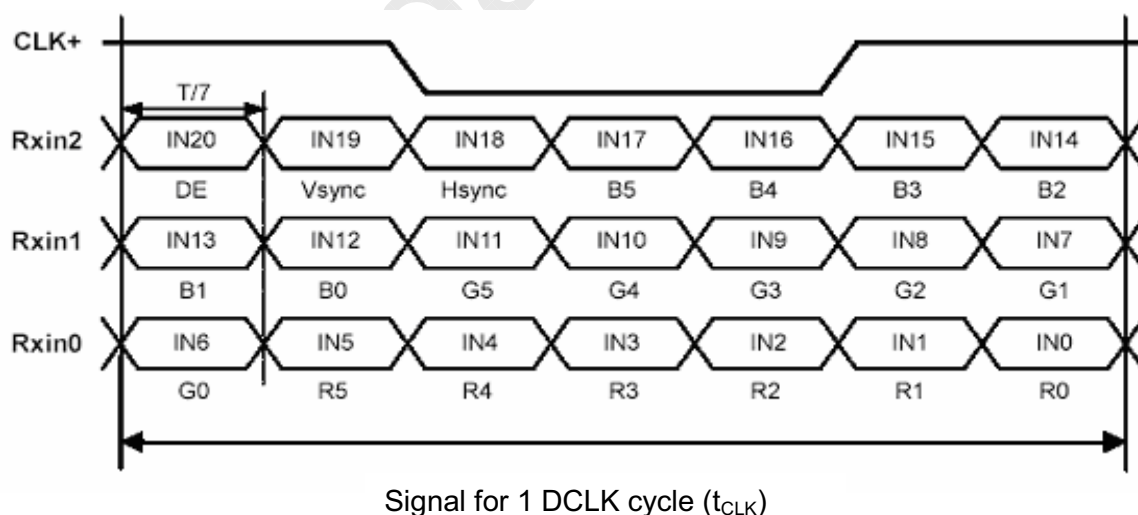 CLK+
T/7
Rxin2 IN20 IN19 IN18 IN17 IN16 IN15 IN14
DE Vsync Hsync B5 B4 B3 B2
Rxin1 IN13 IN12 IN11 IN10 IN9 IN8 IN7
B1 B0 G5 G4 G3 G2 G1
Rxin0 IN6 IN5 IN4 IN3 IN2 IN1 IN0
G0 R5 R4 R3 R2 R1 R0
Signal for 1 DCLK cycle (tCLK)